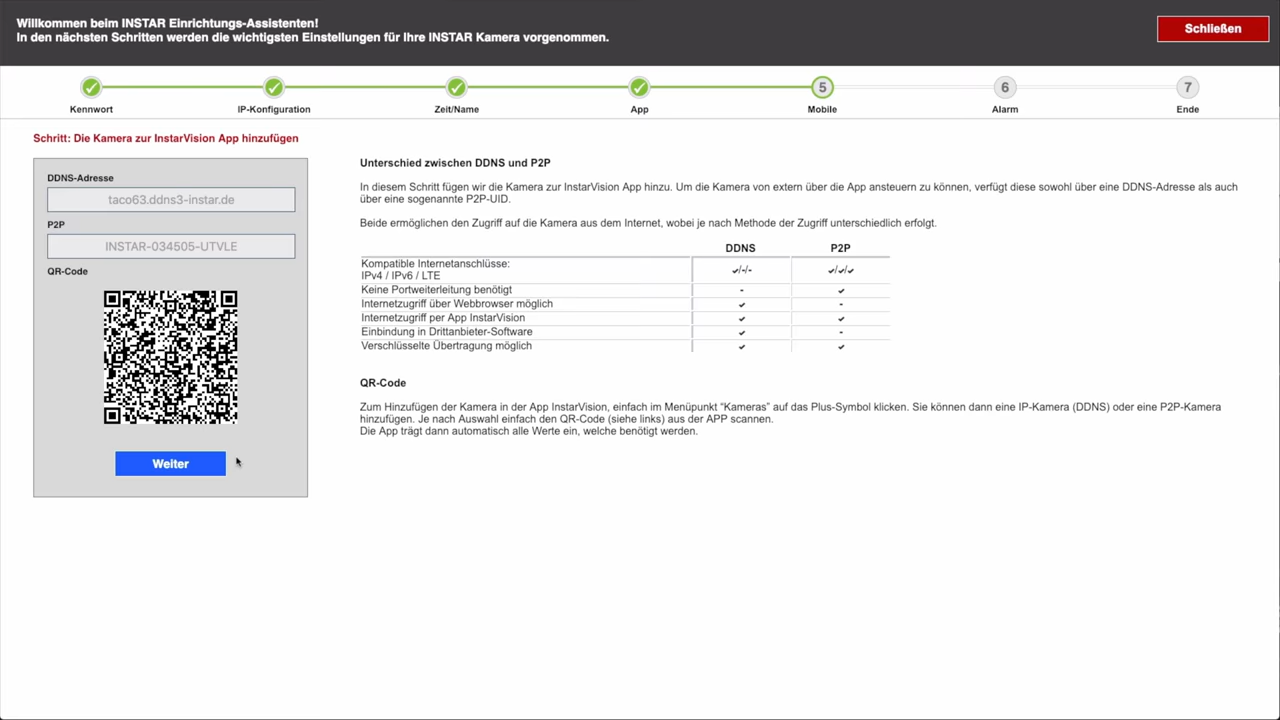 Willkommen beim INSTAR Einrichtungs-Assistenten!
In den nächsten Schritten werden die wichtigsten Einstellungen für Ihre INSTAR Kamera vorgenommen.
Schließen
5
6
7
Kennwort
IP-Konfiguration
Zeit/Name
App
Mobile
Alarm
Ende
Schritt: Die Kamera zur InstarVision App hinzufügen
DDNS-Adresse
taco63.ddns3-instar.de
P2P
INSTAR-034505-UTVLE
QR-Code
Weiter
Unterschied zwischen DDNS und P2P
In diesem Schritt fügen wir die Kamera zur InstarVision App hinzu. Um die Kamera von extern über die App ansteuern zu können, verfügt diese sowohl über eine DDNS-Adresse als auch
über eine sogenannte P2P-UID.
Beide ermöglichen den Zugriff auf die Kamera aus dem Internet, wobei je nach Methode der Zugriff unterschiedlich erfolgt.
DDNS P2P
Kompatible Internetanschlüsse:
IPv4 / IPv6 / LTE ✓/-/- ✓/✓/✓
Keine Portweiterleitung benötigt - ✓
Internetzugriff über Webbrowser möglich ✓ -
Internetzugriff per App InstarVision ✓ ✓
Einbindung in Drittanbieter-Software ✓ -
Verschlüsselte Übertragung möglich ✓ ✓
QR-Code
Zum Hinzufügen der Kamera in der App InstarVision, einfach im Menüpunkt “Kameras” auf das Plus-Symbol klicken. Sie können dann eine IP-Kamera (DDNS) oder eine P2P-Kamera
hinzufügen. Je nach Auswahl einfach den QR-Code (siehe links) aus der APP scannen.
Die App trägt dann automatisch alle Werte ein, welche benötigt werden.